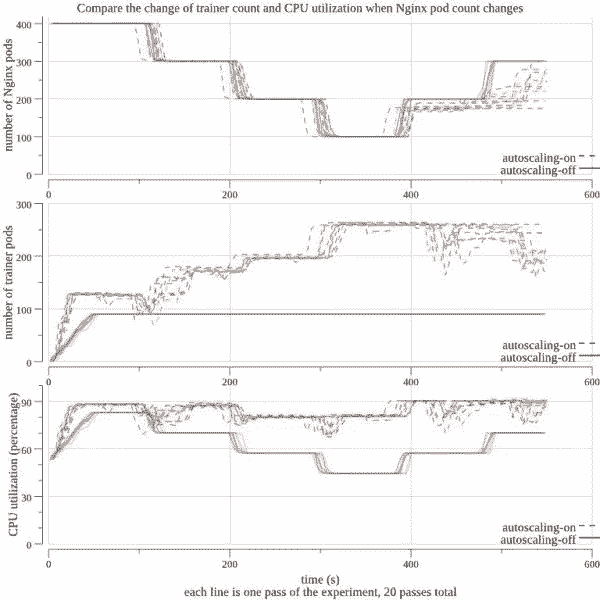 Compare the change of trainer count and CPU utilization when Nginx pod count changes
number of Nginx pods
400
300
200
100
0
autoscaling-on
autoscaling-off
0 200 400 600
number of trainer pods
300
200
100
0
autoscaling-on
autoscaling-off
0 200 400 600
CPU utilization (percentage)
90
60
30
0
autoscaling-on
autoscaling-off
0 200 400 600
time (s)
each line is one pass of the experiment, 20 passes total